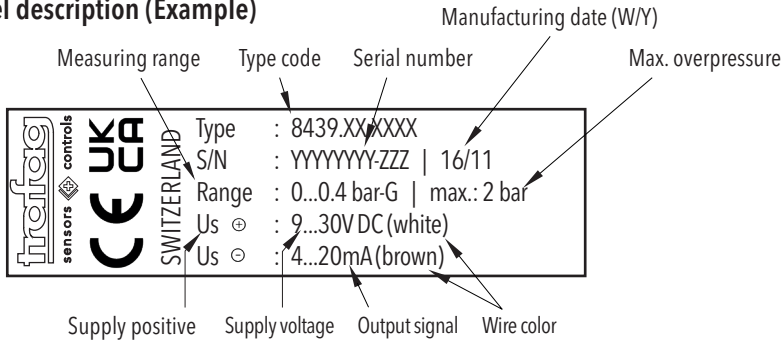 el description (Example)
Manufacturing date (W/Y)
Measuring range Type code Serial number Max. overpressure
trafag
sensors controls
UK CA
CE
SWITZERLAND
Type : 8439.XX.XXXX
S/N : YYYYYYYY-ZZZ | 16/11
Range : 0...0.4 bar-G | max.: 2 bar
Us ⊕ : 9...30V DC (white)
Us ⊖ : 4...20mA (brown)
Supply positive Supply voltage Output signal Wire color